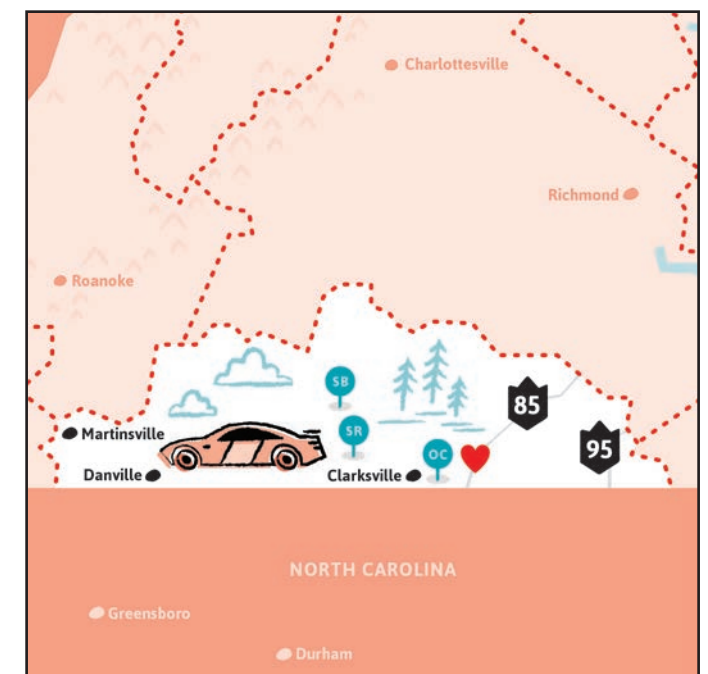 Charlottesville
Richmond
Roanoke
SB
85
Martinsville
SR
95
OC
Danville
Clarksville
NORTH CAROLINA
Greensboro
Durham